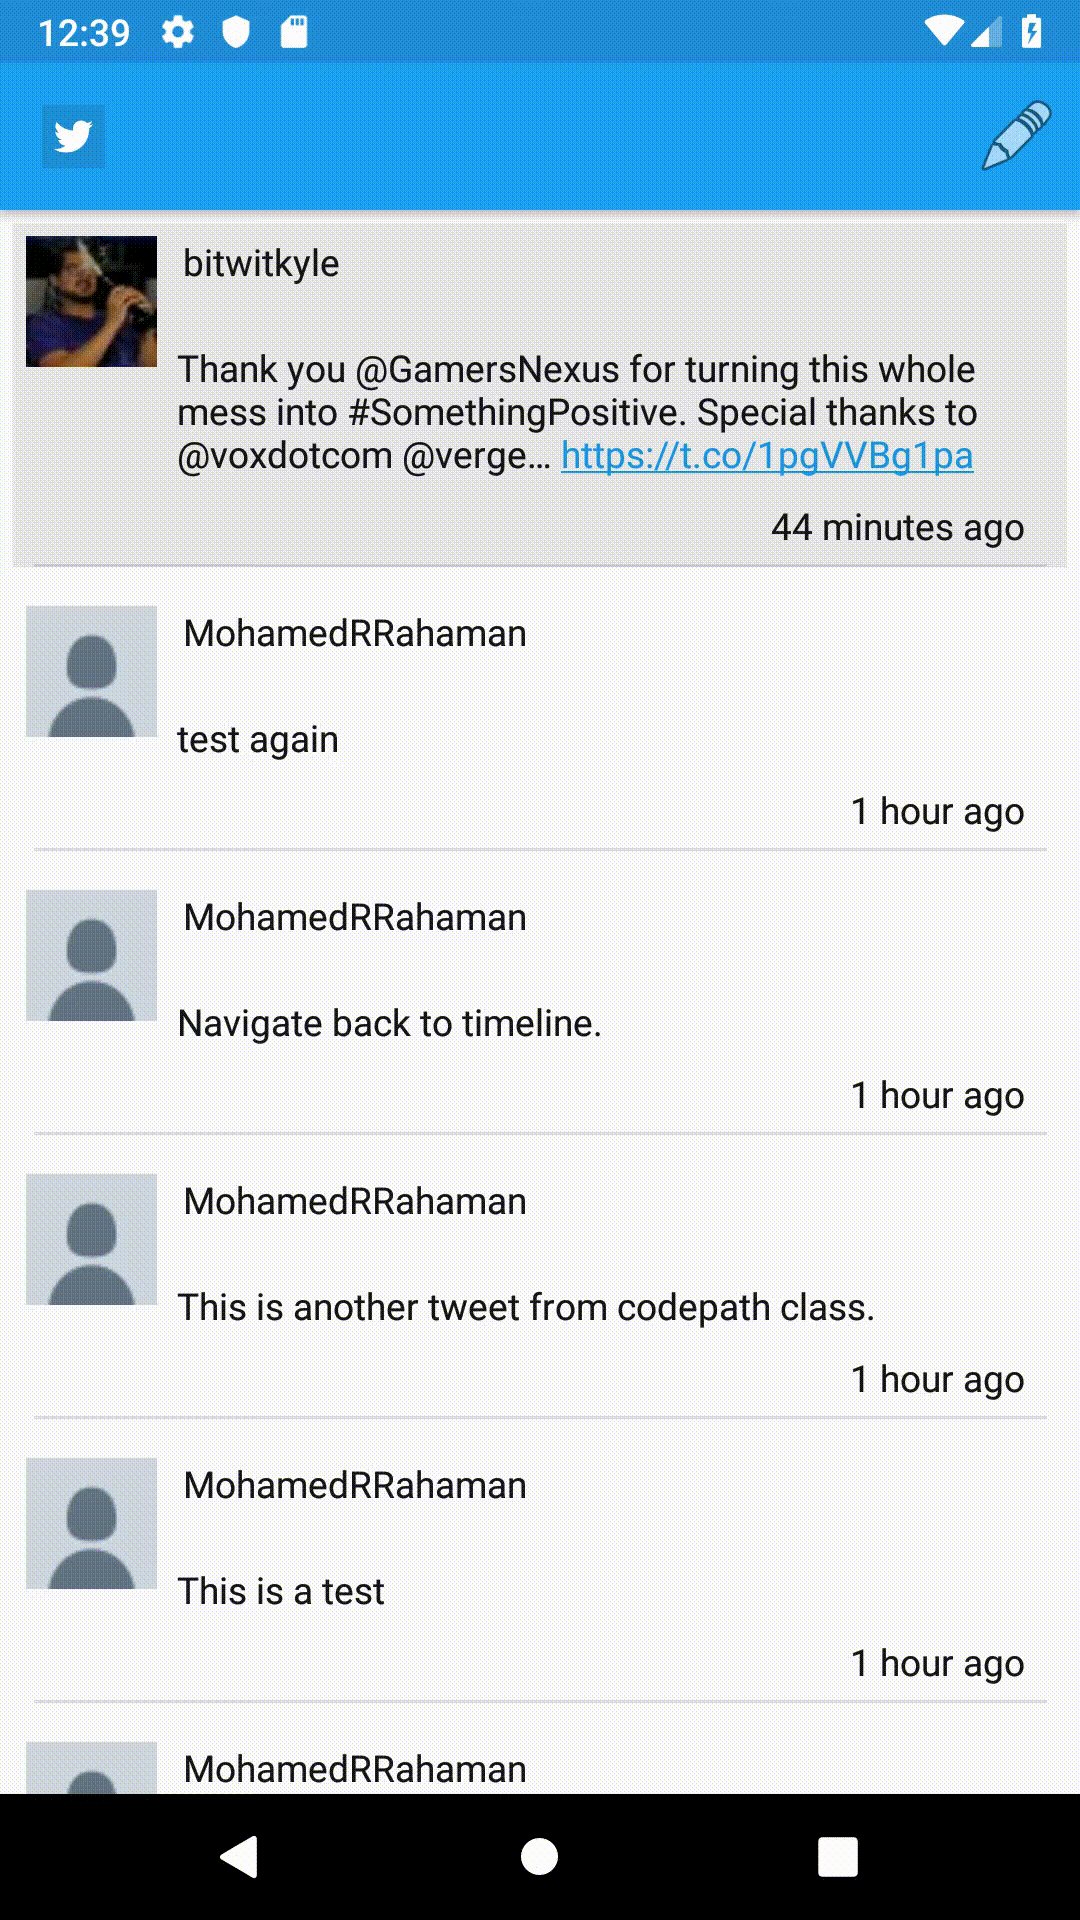 12:39
bitwitkyle
Thank you @GamersNexus for turning this whole
mess into #SomethingPositive. Special thanks to
@voxdotcom @verge… https://t.co/1pgVVBg1pa
44 minutes ago
MohamedRRahaman
test again
1 hour ago
MohamedRRahaman
Navigate back to timeline.
1 hour ago
MohamedRRahaman
This is another tweet from codepath class.
1 hour ago
MohamedRRahaman
This is a test
1 hour ago
MohamedRRahaman